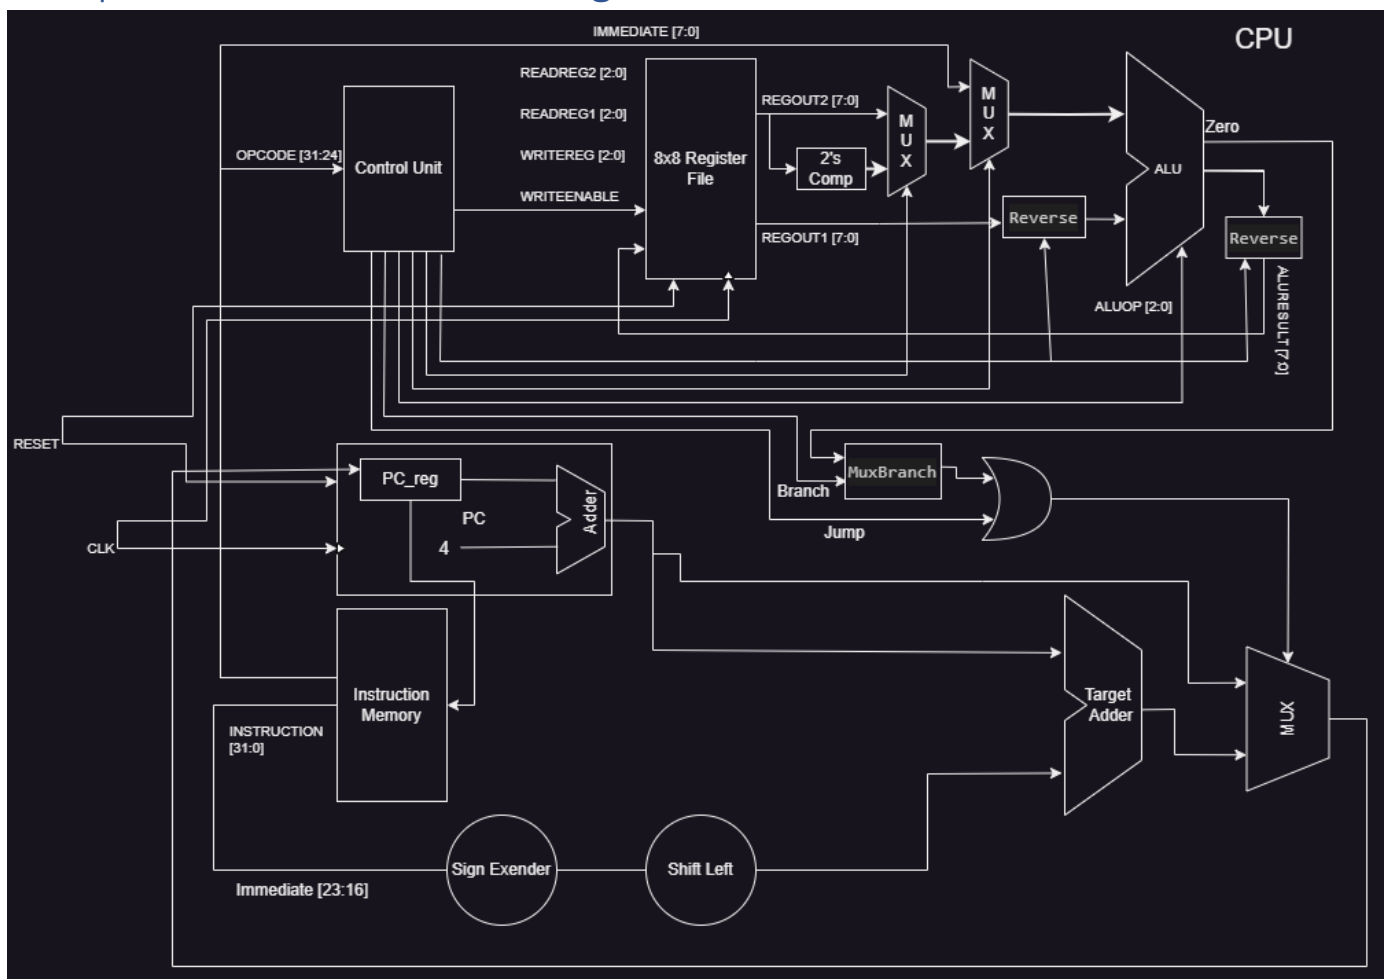 IMMEDIATE [7:0]
CPU
READREG2 [2:0]
REGOUT2 [7:0]
MUX
MUX
READREG1 [2:0]
Zero
OPCODE [31:24]
Control Unit
WRITEREG [2:0]
8x8 Register
File
2's
Comp
ALU
WRITEENABLE
REGOUT1 [7:0]
Reverse
Reverse
ALUOP [2:0]
ALURESULT [7:0]
RESET
PC_reg
Adder
MuxBranch
Branch
PC
Jump
CLK
4
Instruction
Memory
Target
Adder
MUX
INSTRUCTION
[31:0]
Sign Exender
Shift Left
Immediate [23:16]